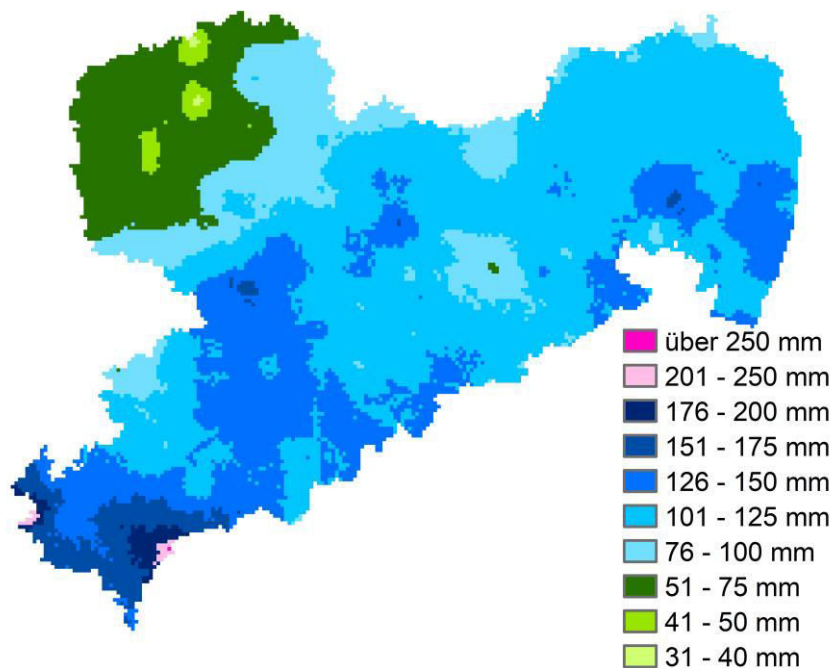 über 250 mm
201 - 250 mm
176 - 200 mm
151 - 175 mm
126 - 150 mm
101 - 125 mm
76 - 100 mm
51 - 75 mm
41 - 50 mm
31 - 40 mm